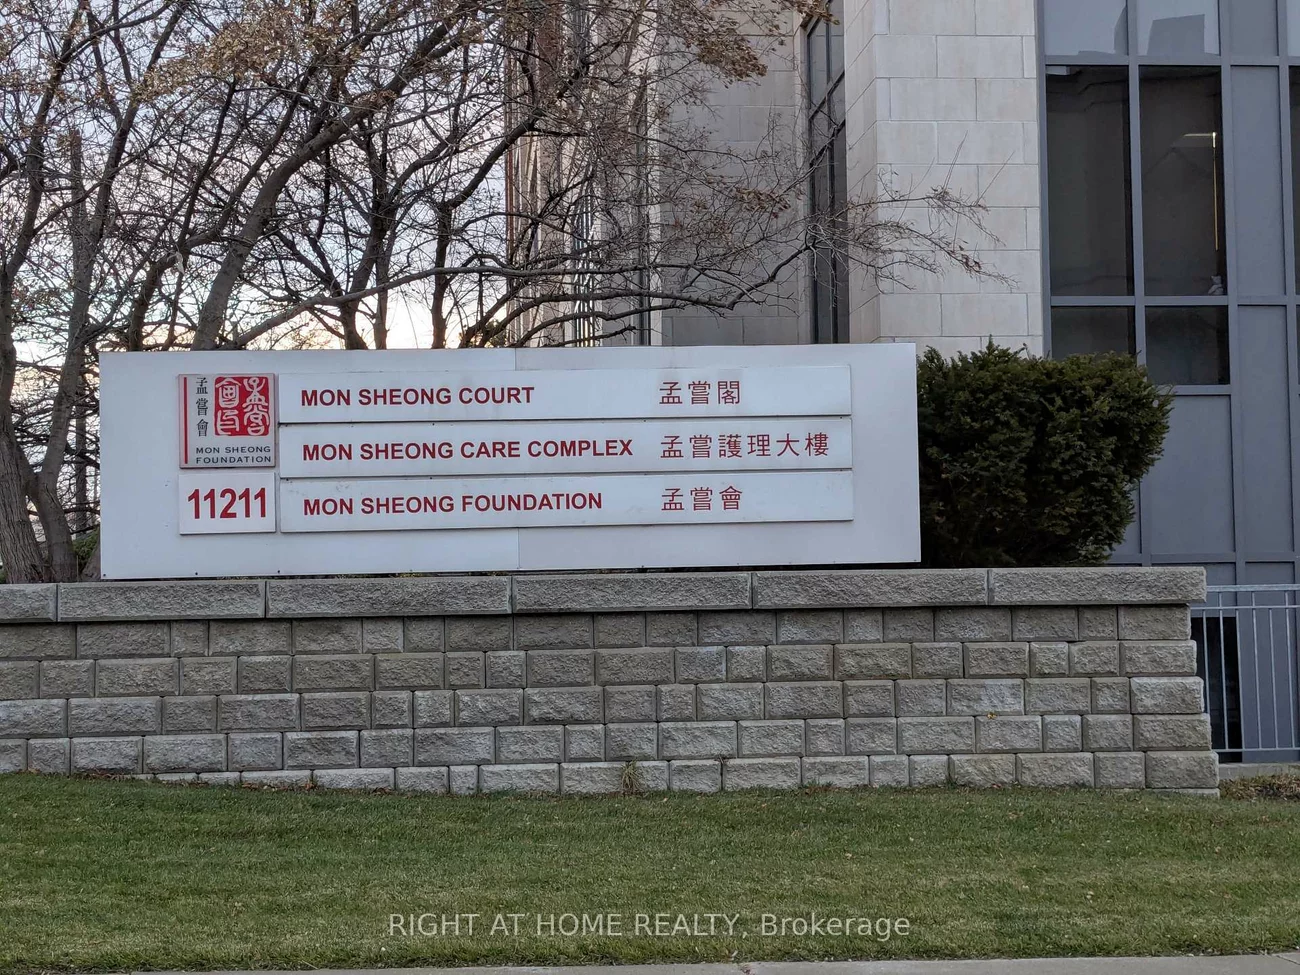 孟嘗會
MON SHEONG
FOUNDATION
11211
MON SHEONG COURT 孟嘗閣
MON SHEONG CARE COMPLEX 孟嘗護理大樓
MON SHEONG FOUNDATION 孟嘗會
RIGHT AT HOME REALTY, Brokerage